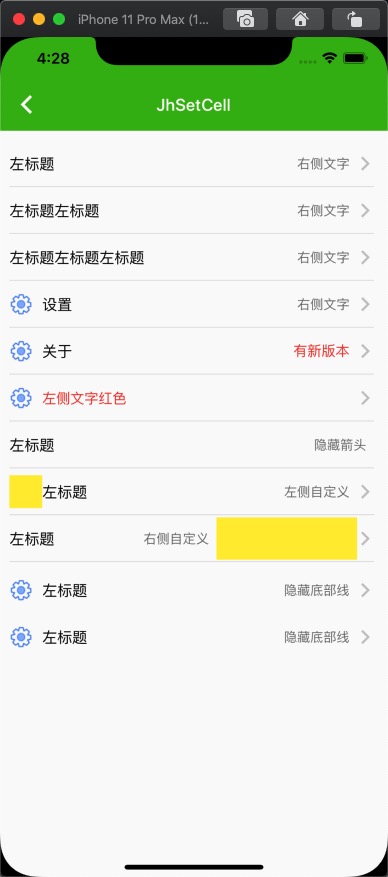 iPhone 11 Pro Max (1...
4:28
JhSetCell
左标题 右侧文字
左标题左标题 右侧文字
左标题左标题左标题 右侧文字
设置 右侧文字
关于 有新版本
左侧文字红色
左标题 隐藏箭头
左标题 左侧自定义
左标题 右侧自定义
左标题 隐藏底部线
左标题 隐藏底部线